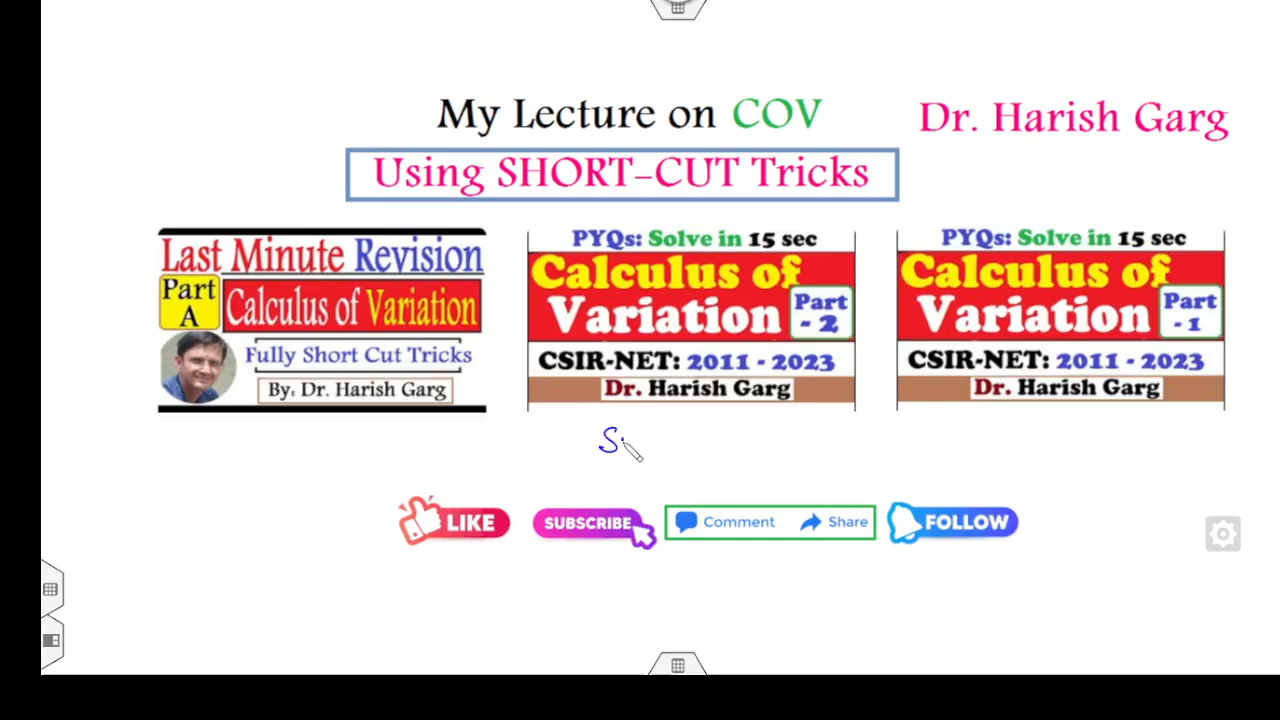 My Lecture on COV
Dr. Harish Garg
Using SHORT-CUT Tricks
Last Minute Revision
Part A
Calculus of Variation
Fully Short Cut Tricks
By: Dr. Harish Garg
PYQs: Solve in 15 sec
Calculus of
Variation
Part - 2
CSIR-NET: 2011 - 2023
Dr. Harish Garg
PYQs: Solve in 15 sec
Calculus of
Variation
Part - 1
CSIR-NET: 2011 - 2023
Dr. Harish Garg
S
LIKE
SUBSCRIBE
Comment
Share
FOLLOW